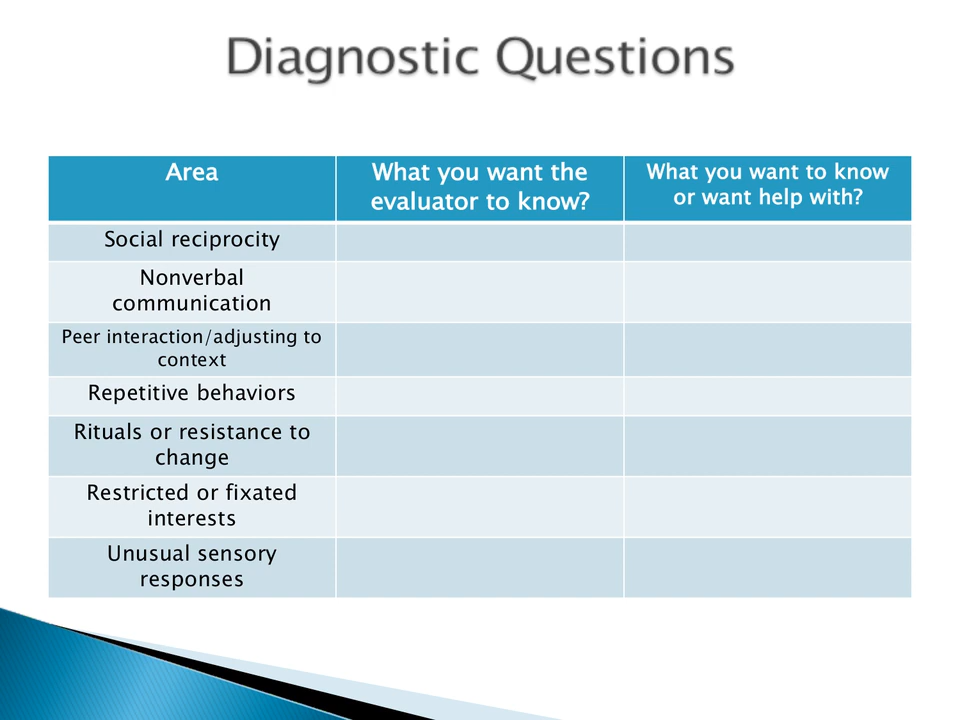 Diagnostic Questions
Area
What you want the
evaluator to know?
What you want to know
or want help with?
Social reciprocity
Nonverbal
communication
Peer interaction/adjusting to
context
Repetitive behaviors
Rituals or resistance to
change
Restricted or fixated
interests
Unusual sensory
responses